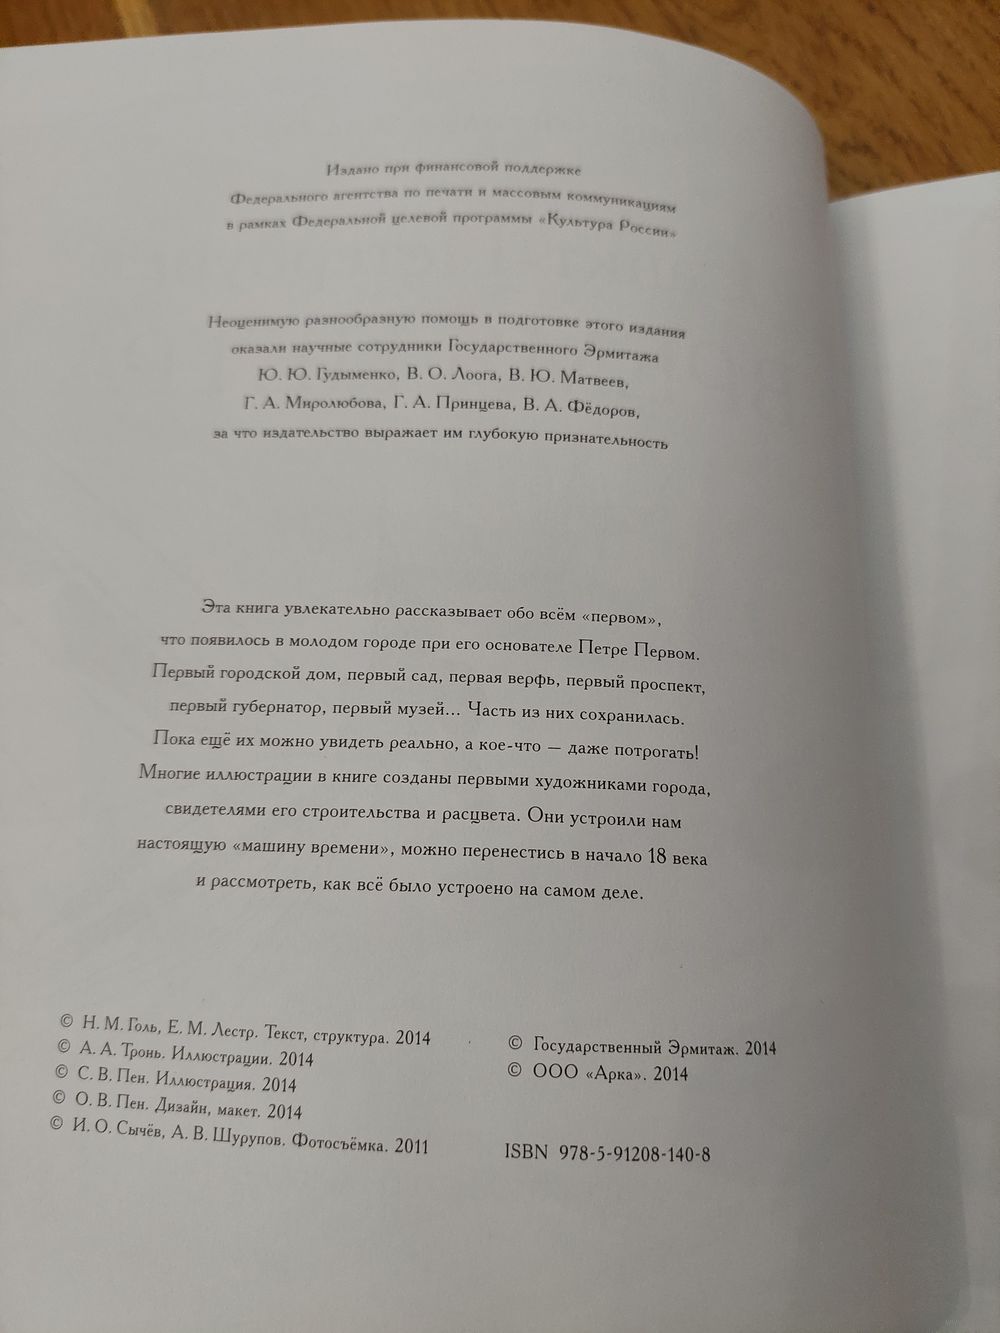 Издано при финансовой поддержке
Федерального агентства по печати и массовым коммуникациям
в рамках Федеральной целевой программы «Культура России»
Неоценимую разнообразную помощь в подготовке этого издания
оказали научные сотрудники Государственного Эрмитажа
Ю. Ю. Гудыменко, В. О. Лоога, В. Ю. Матвеев,
Г. А. Миролюбова, Г. А. Принцева, В. А. Фёдоров,
за что издательство выражает им глубокую признательность
Эта книга увлекательно рассказывает обо всём «первом»,
что появилось в молодом городе при его основателе Петре Первом.
Первый городской дом, первый сад, первая верфь, первый проспект,
первый губернатор, первый музей... Часть из них сохранилась.
Пока ещё их можно увидеть реально, а кое-что — даже потрогать!
Многие иллюстрации в книге созданы первыми художниками города,
свидетелями его строительства и расцвета. Они устроили нам
настоящую «машину времени», можно перенестись в начало 18 века
и рассмотреть, как всё было устроено на самом деле.
© Н. М. Голь, Е. М. Лестр. Текст, структура. 2014
© А. А. Тронь. Иллюстрации. 2014
© С. В. Пен. Иллюстрация. 2014
© О. В. Пен. Дизайн, макет. 2014
© И. О. Сычёв, А. В. Шурупов. Фотосъёмка. 2011
© Государственный Эрмитаж. 2014
© ООО «Арка». 2014
ISBN 978-5-91208-140-8